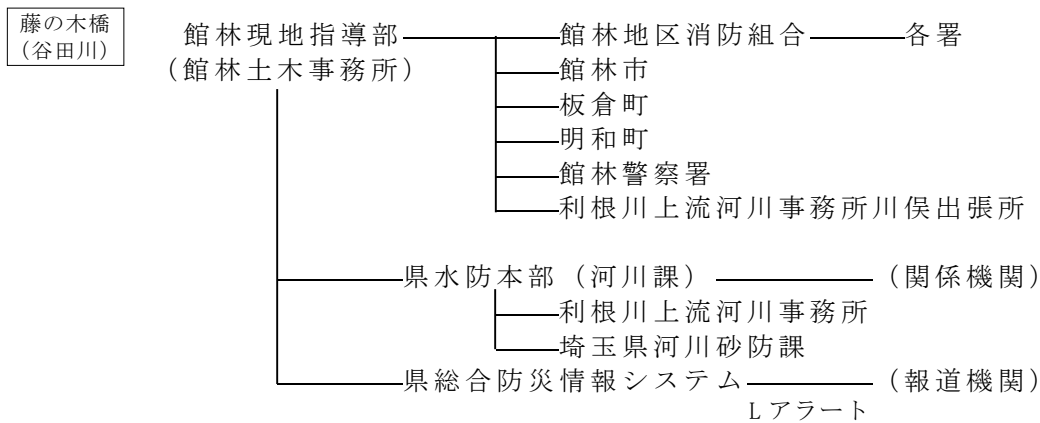 藤の木橋
（谷田川）
館林現地指導部 館林地区消防組合 各署
（館林土木事務所） 館林市
板倉町
明和町
館林警察署
利根川上流河川事務所川俣出張所
県水防本部（河川課） （関係機関）
利根川上流河川事務所
埼玉県河川砂防課
県総合防災情報システム （報道機関）
Lアラート